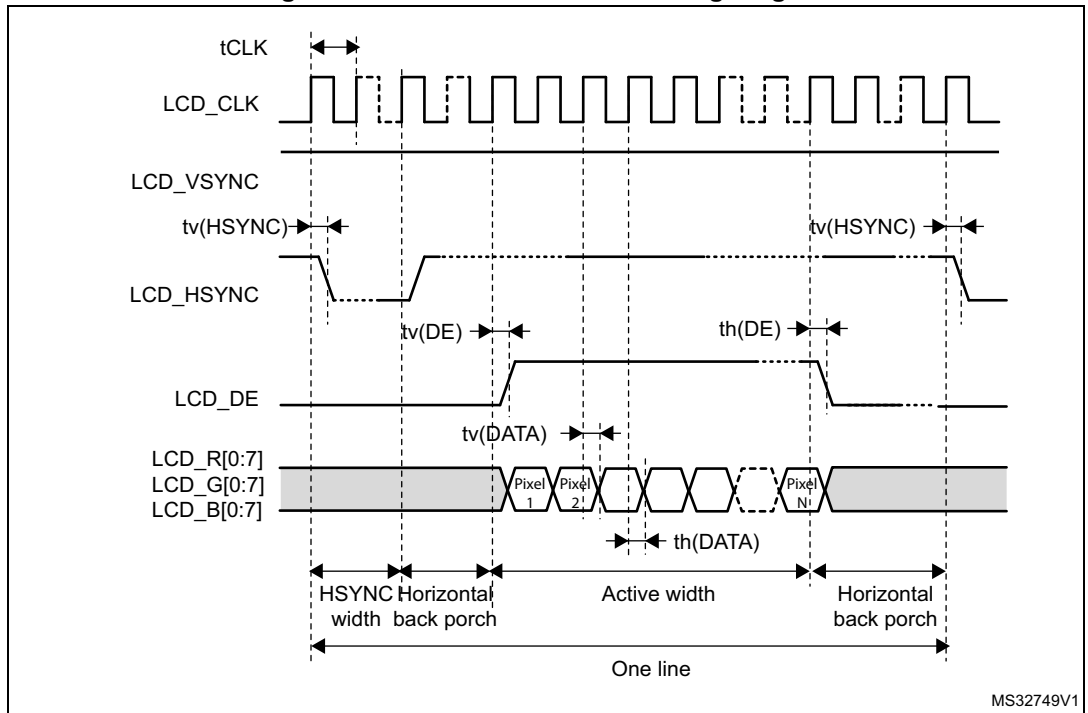 tCLK
LCD_CLK
LCD_VSYNC
tv(HSYNC)
tv(HSYNC)
LCD_HSYNC
tv(DE)
th(DE)
LCD_DE
tv(DATA)
LCD_R[0:7]
LCD_G[0:7]
LCD_B[0:7]
Pixel 1
Pixel 2
Pixel N
th(DATA)
HSYNC width
Horizontal back porch
Active width
Horizontal back porch
One line
MS32749V1